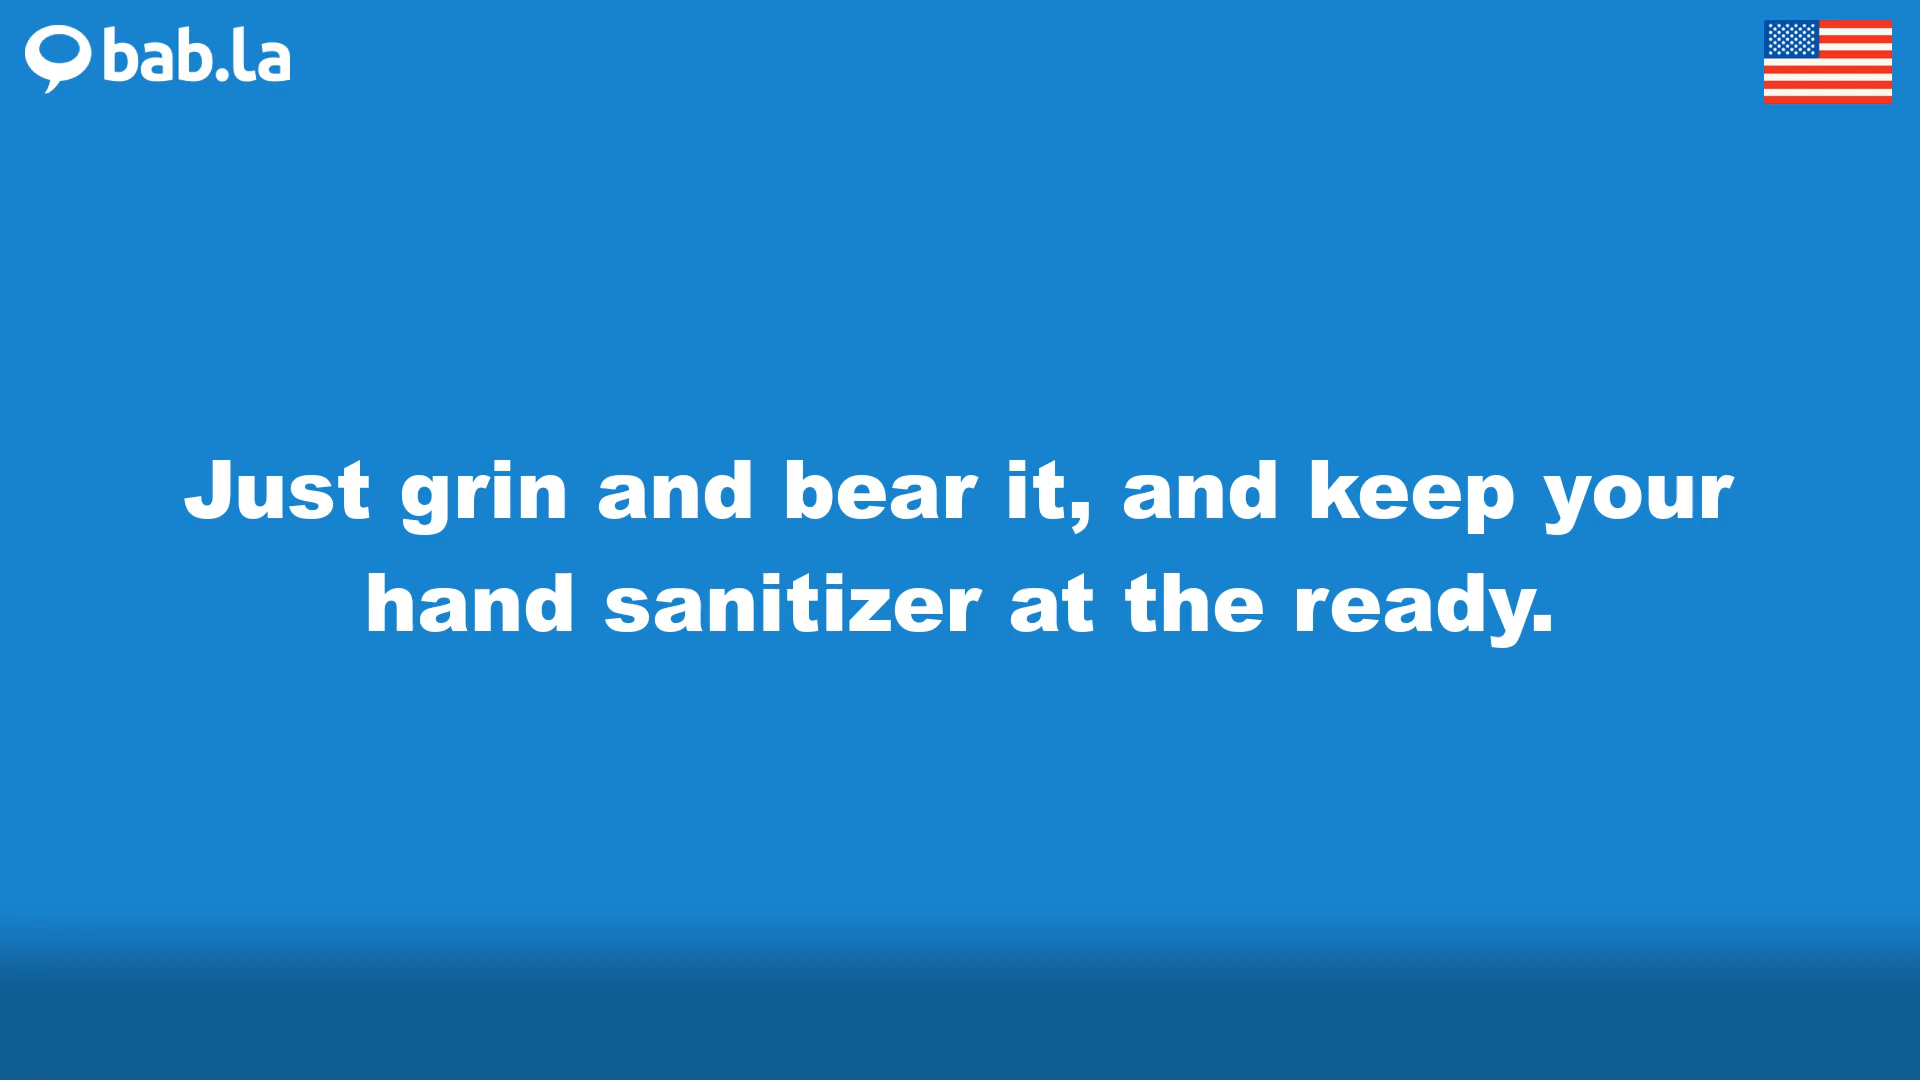 bab.la
Just grin and bear it, and keep your
hand sanitizer at the ready.